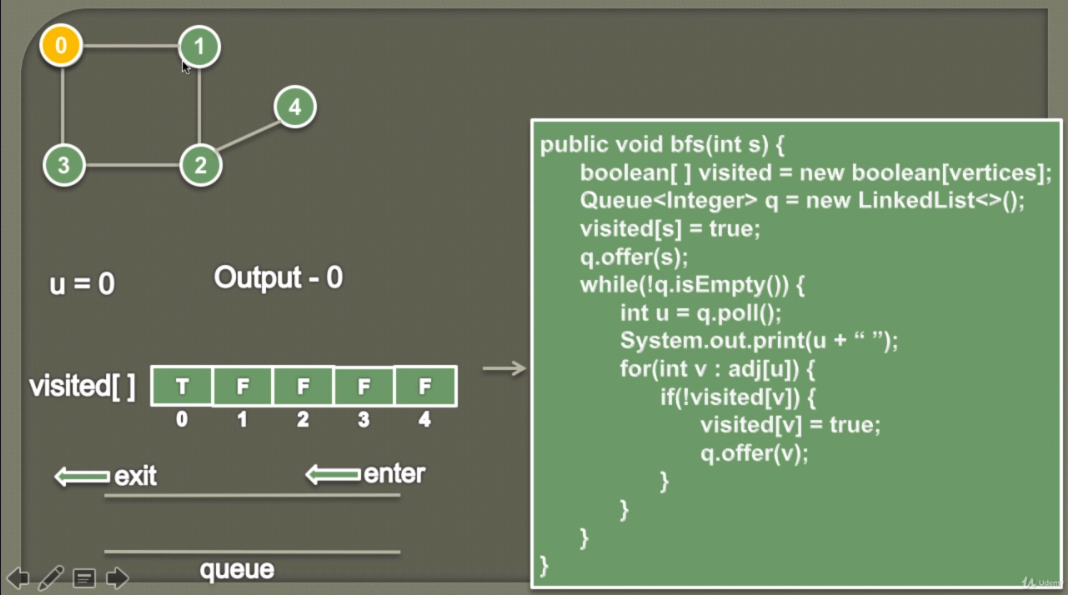 0
1
4
3
2
u = 0
Output - 0
visited[ ]
T F F F F
0 1 2 3 4
exit
enter
queue
public void bfs(int s) {
boolean[ ] visited = new boolean[vertices];
Queue<Integer> q = new LinkedList<>();
visited[s] = true;
q.offer(s);
while(!q.isEmpty()) {
int u = q.poll();
System.out.print(u + “ ”);
for(int v : adj[u]) {
if(!visited[v]) {
visited[v] = true;
q.offer(v);
}
}
}
}
Udemy